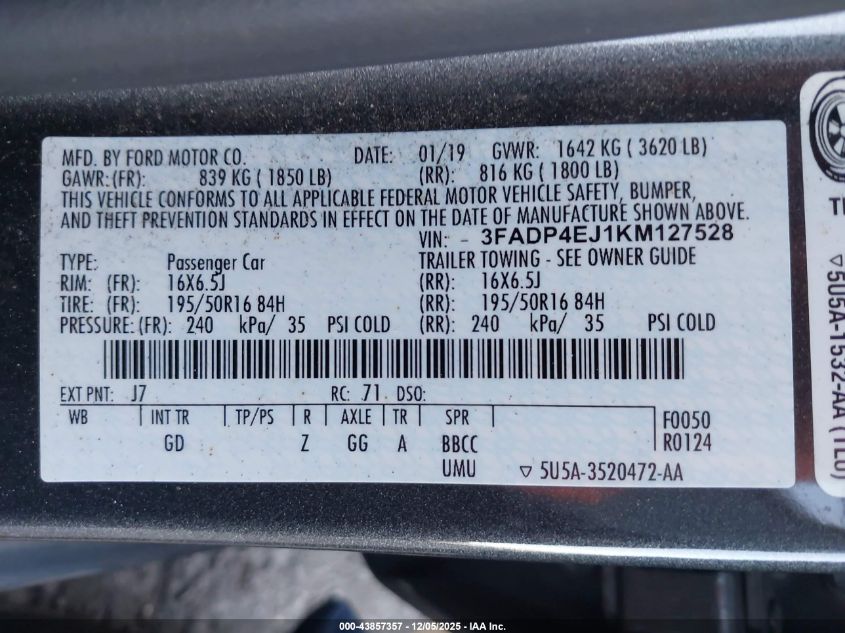 MFD. BY FORD MOTOR CO. DATE: 01/19 GVWR: 1642 KG ( 3620 LB)
GAWR:(FR): 839 KG ( 1850 LB) (RR): 816 KG ( 1800 LB)
THIS VEHICLE CONFORMS TO ALL APPLICABLE FEDERAL MOTOR VEHICLE SAFETY, BUMPER,
AND THEFT PREVENTION STANDARDS IN EFFECT ON THE DATE OF MANUFACTURE SHOWN ABOVE.
VIN: - 3FADP4EJ1KM127528
TYPE: Passenger Car TRAILER TOWING - SEE OWNER GUIDE
RIM: (FR): 16X6.5J (RR): 16X6.5J
TIRE: (FR): 195/50R16 84H (RR): 195/50R16 84H
PRESSURE:(FR): 240 kPa/ 35 PSI COLD (RR): 240 kPa/ 35 PSI COLD
EXT PNT: J7 RC: 71 DSO:
WB INT TR TP/PS R AXLE TR SPR F0050
GD Z GG A BBCC R0124
UMU ▽ 5U5A-3520472-AA
▽5U5A-1532-AA (TEO)
000-43857357 - 12/05/2025 - IAA Inc.